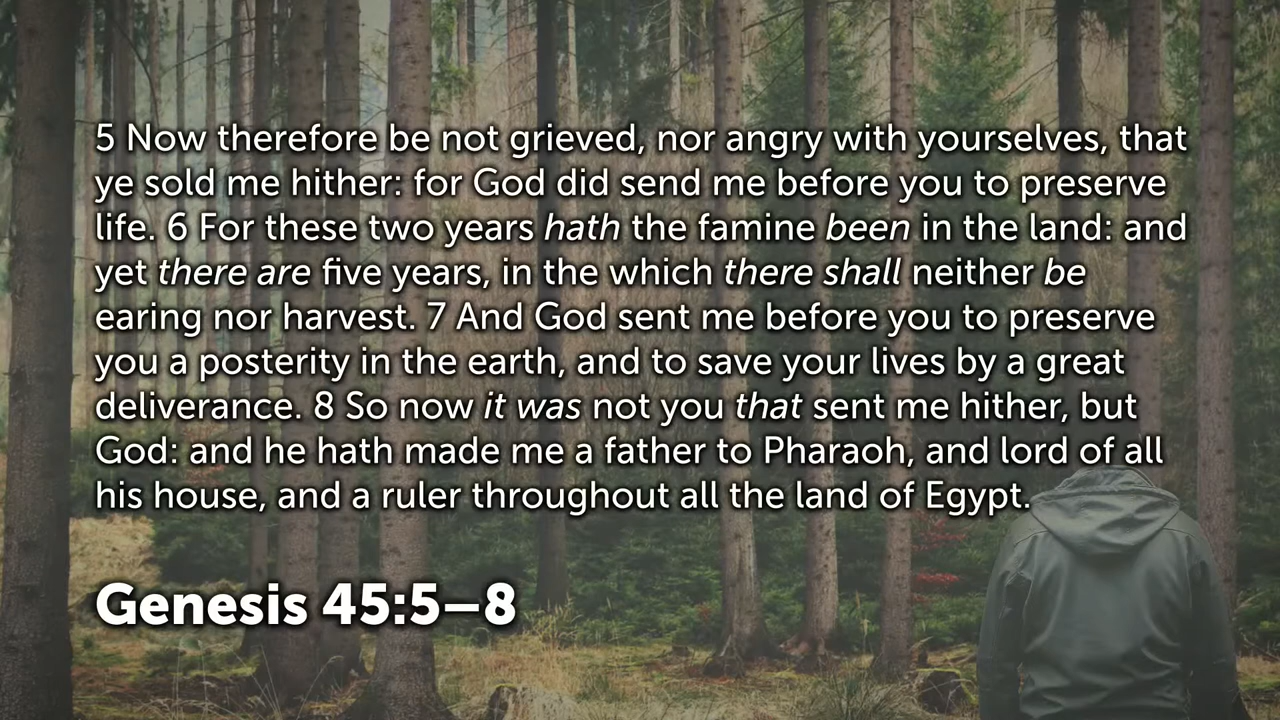 5 Now therefore be not grieved, nor angry with yourselves, that
ye sold me hither: for God did send me before you to preserve
life. 6 For these two years hath the famine been in the land: and
yet there are five years, in the which there shall neither be
earing nor harvest. 7 And God sent me before you to preserve
you a posterity in the earth, and to save your lives by a great
deliverance. 8 So now it was not you that sent me hither, but
God: and he hath made me a father to Pharaoh, and lord of all
his house, and a ruler throughout all the land of Egypt.
Genesis 45:5–8